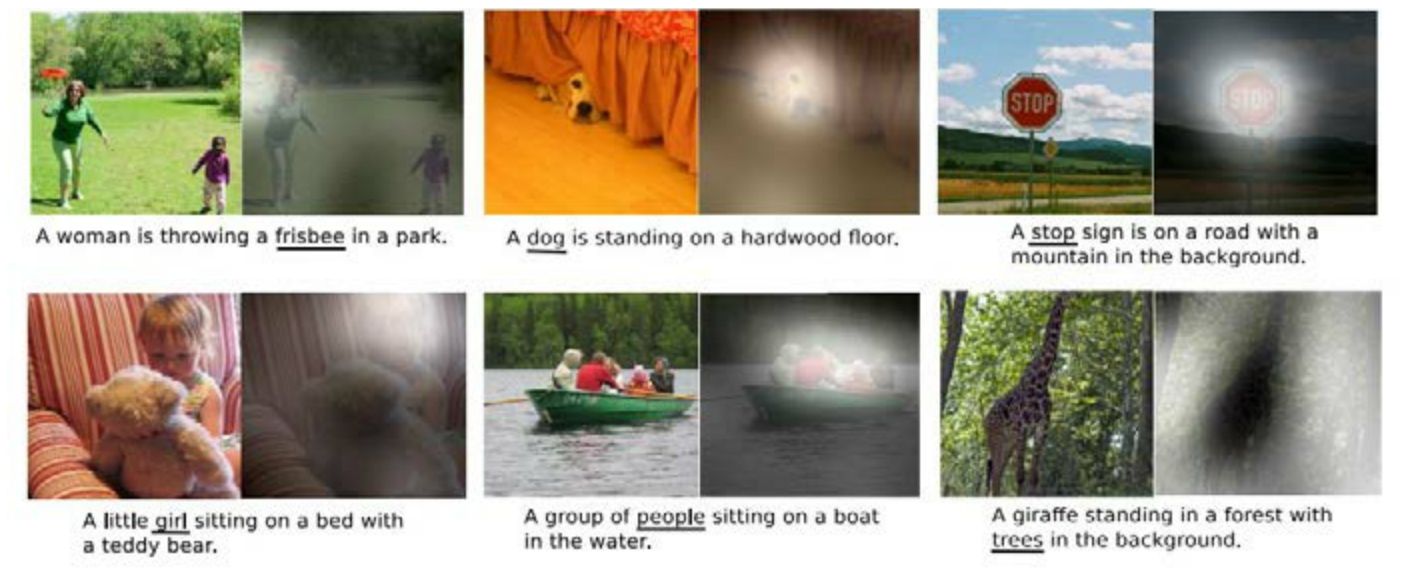 A woman is throwing a frisbee in a park.
A dog is standing on a hardwood floor.
STOP
STOP
A stop sign is on a road with a
mountain in the background.
A little girl sitting on a bed with
a teddy bear.
A group of people sitting on a boat
in the water.
A giraffe standing in a forest with
trees in the background.